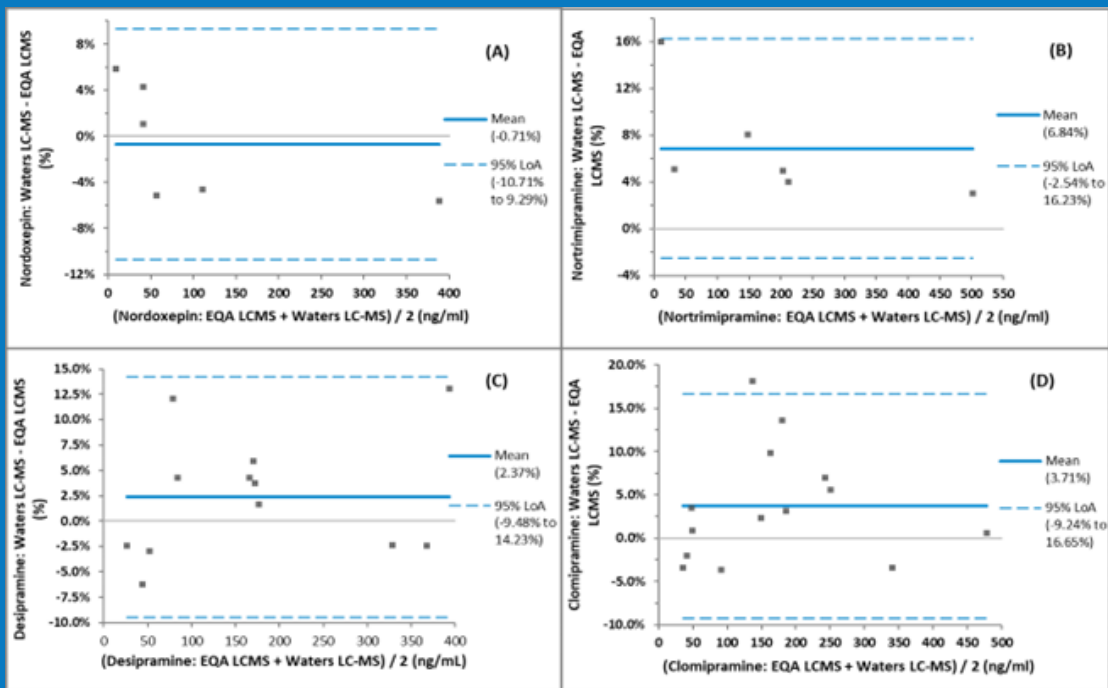 Nordoxepin: Waters LC-MS - EQA LCMS
(%)
8%
4%
0%
-4%
-8%
-12%
0 50 100 150 200 250 300 350 400
(Nordoxepin: EQA LCMS + Waters LC-MS) / 2 (ng/ml)
(A)
Mean
(-0.71%)
95% LoA
(-10.71%
to 9.29%)
Nortrimipramine: Waters LC-MS - EQA
LCMS (%)
16%
12%
8%
4%
0%
-4%
0 50 100 150 200 250 300 350 400 450 500 550
(Nortrimipramine: EQA LCMS + Waters LC-MS) / 2 (ng/ml)
(B)
Mean
(6.84%)
95% LoA
(-2.54% to
16.23%)
Desipramine: Waters LC-MS - EQA LCMS
(%)
15.0%
12.5%
10.0%
7.5%
5.0%
2.5%
0.0%
-2.5%
-5.0%
-7.5%
-10.0%
0 50 100 150 200 250 300 350 400
(Desipramine: EQA LCMS + Waters LC-MS) / 2 (ng/mL)
(C)
Mean
(2.37%)
95% LoA
(-9.48% to
14.23%)
Clomipramine: Waters LC-MS - EQA
LCMS (%)
20.0%
15.0%
10.0%
5.0%
0.0%
-5.0%
-10.0%
0 50 100 150 200 250 300 350 400 450 500
(Clomipramine: EQA LCMS + Waters LC-MS) / 2 (ng/ml)
(D)
Mean
(3.71%)
95% LoA
(-9.24% to
16.65%)